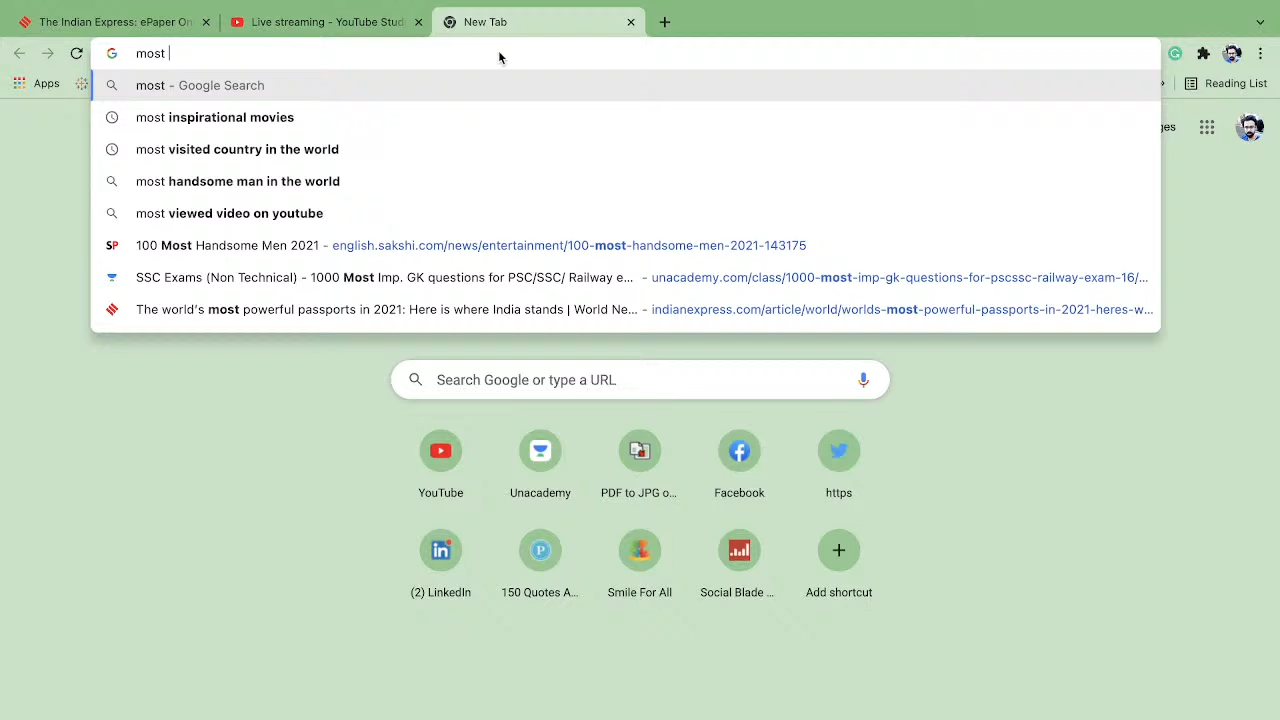 The Indian Express: ePaper On
Live streaming - YouTube Stud
New Tab
most
Apps
Reading List
most - Google Search
most inspirational movies
most visited country in the world
most handsome man in the world
most viewed video on youtube
SP 100 Most Handsome Men 2021 - english.sakshi.com/news/entertainment/100-most-handsome-men-2021-143175
SSC Exams (Non Technical) - 1000 Most Imp. GK questions for PSC/SSC/ Railway e... - unacademy.com/class/1000-most-imp-gk-questions-for-pscssc-railway-exam-16/...
The world's most powerful passports in 2021: Here is where India stands | World Ne... - indianexpress.com/article/world/worlds-most-powerful-passports-in-2021-heres-w...
ges
Search Google or type a URL
YouTube
Unacademy
PDF to JPG o...
Facebook
https
(2) LinkedIn
150 Quotes A...
Smile For All
Social Blade ...
Add shortcut